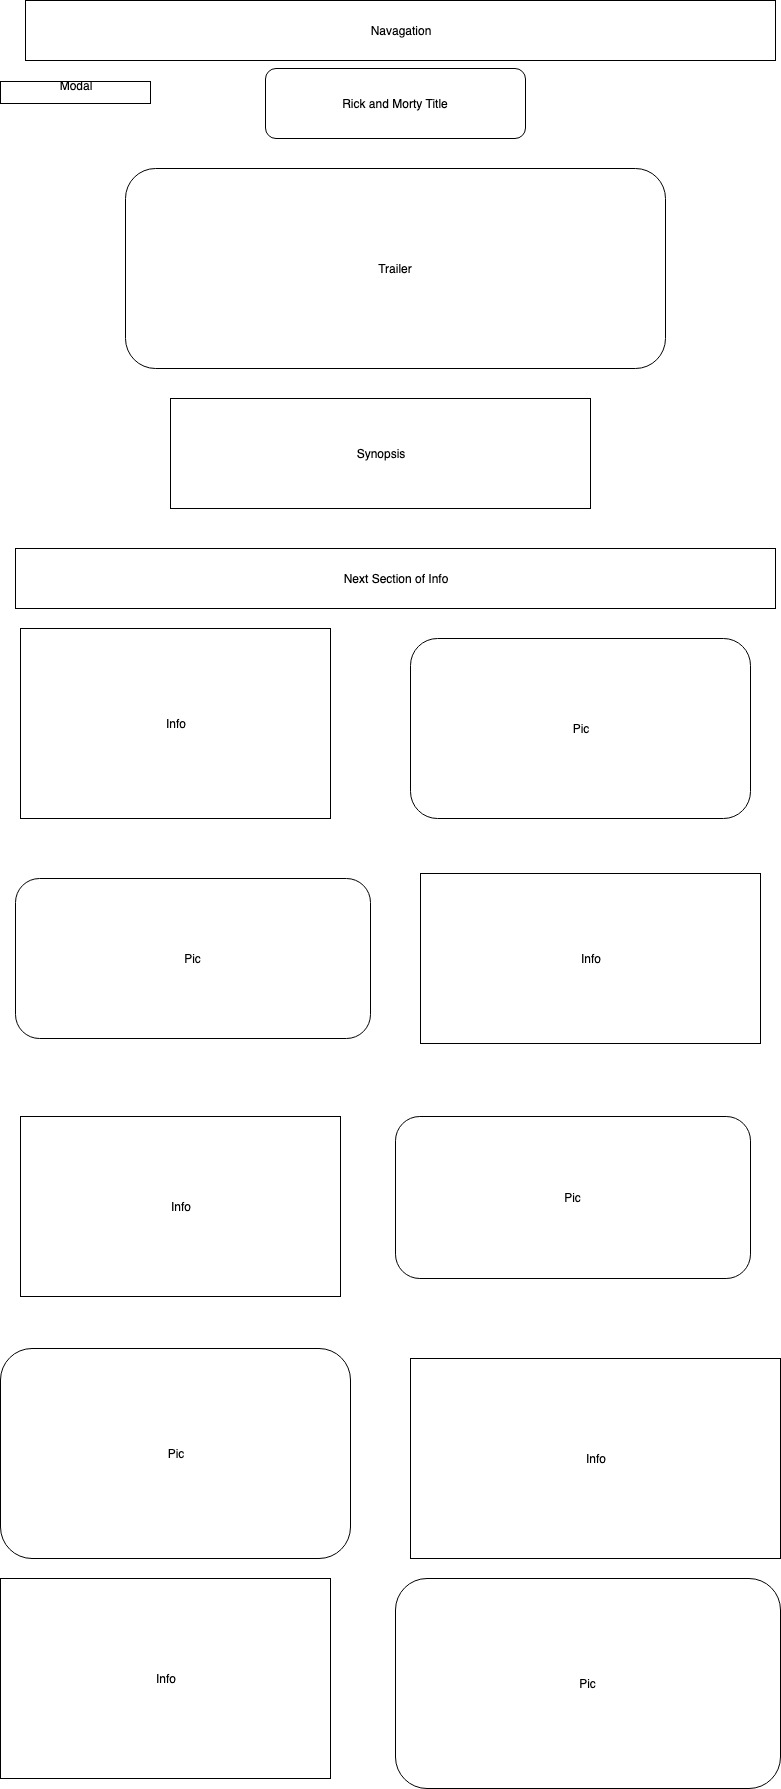 Navagation
Modal
Rick and Morty Title
Trailer
Synopsis
Next Section of Info
Info
Pic
Pic
Info
Info
Pic
Pic
Info
Info
Pic